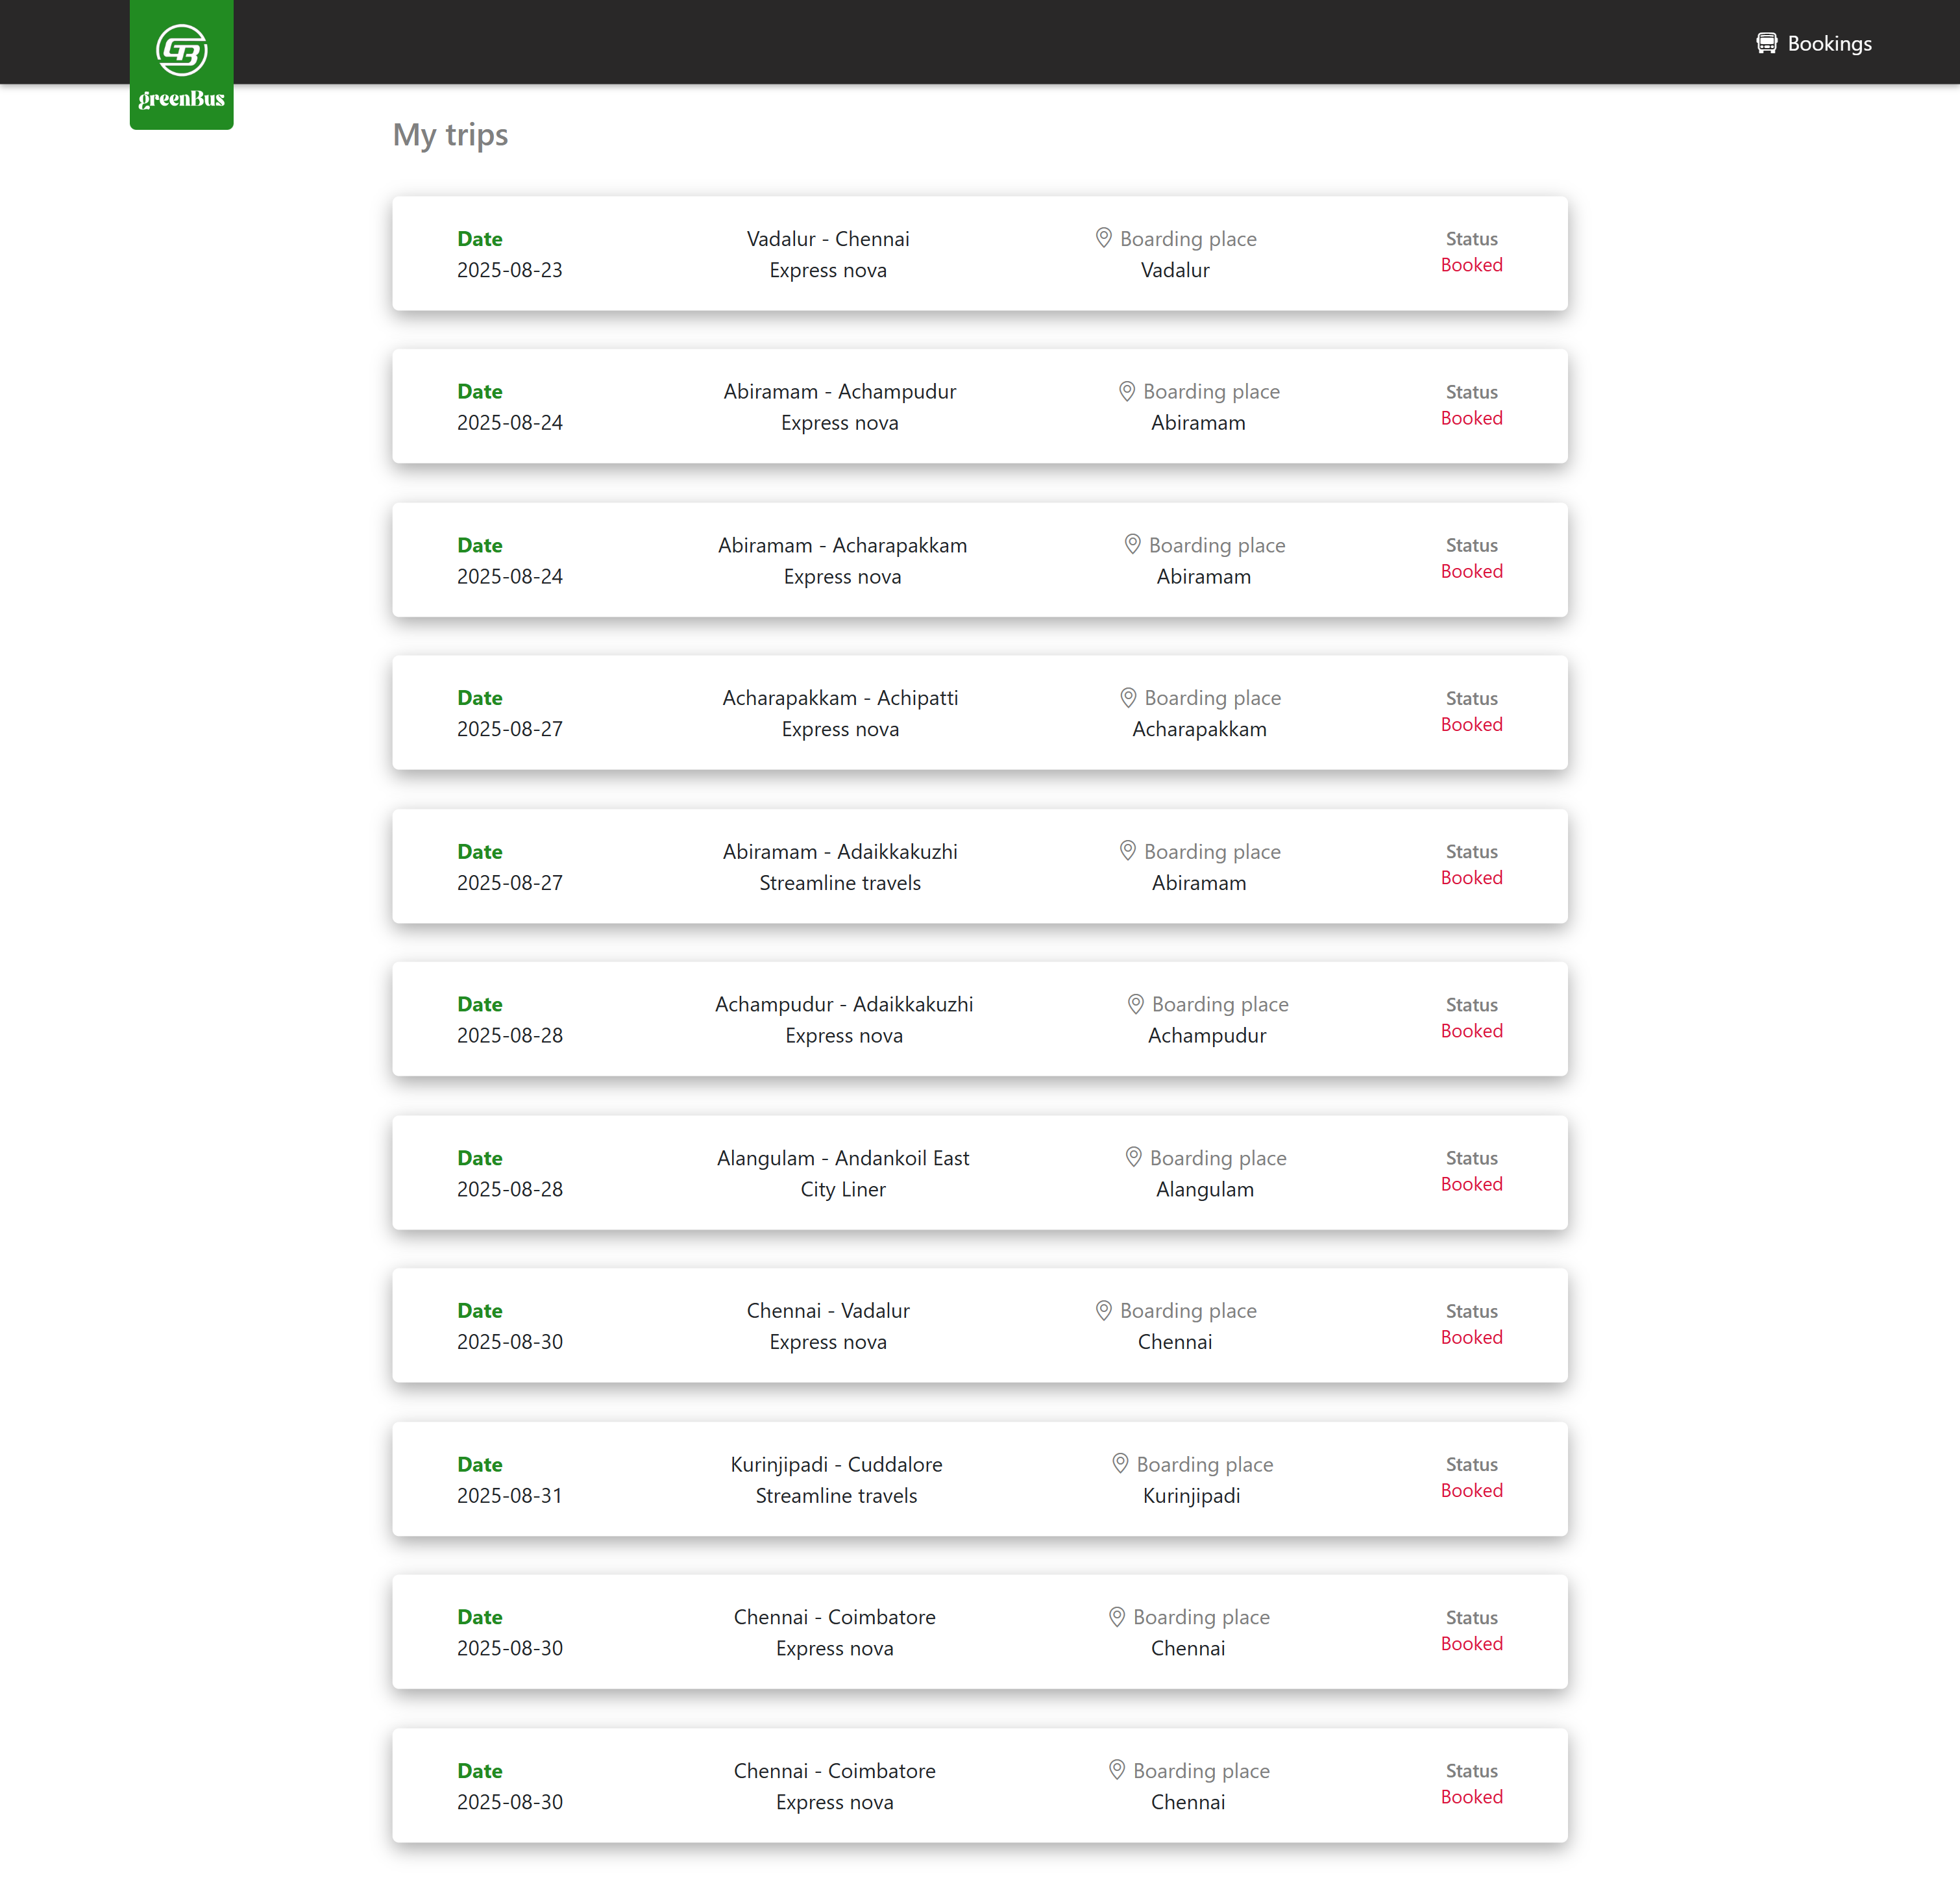 GB
greenBus
Bookings
My trips
Date
2025-08-23
Vadalur - Chennai
Express nova
Boarding place
Vadalur
Status
Booked
Date
2025-08-24
Abiramam - Achampudur
Express nova
Boarding place
Abiramam
Status
Booked
Date
2025-08-24
Abiramam - Acharapakkam
Express nova
Boarding place
Abiramam
Status
Booked
Date
2025-08-27
Acharapakkam - Achipatti
Express nova
Boarding place
Acharapakkam
Status
Booked
Date
2025-08-27
Abiramam - Adaikkakuzhi
Streamline travels
Boarding place
Abiramam
Status
Booked
Date
2025-08-28
Achampudur - Adaikkakuzhi
Express nova
Boarding place
Achampudur
Status
Booked
Date
2025-08-28
Alangulam - Andankoil East
City Liner
Boarding place
Alangulam
Status
Booked
Date
2025-08-30
Chennai - Vadalur
Express nova
Boarding place
Chennai
Status
Booked
Date
2025-08-31
Kurinjipadi - Cuddalore
Streamline travels
Boarding place
Kurinjipadi
Status
Booked
Date
2025-08-30
Chennai - Coimbatore
Express nova
Boarding place
Chennai
Status
Booked
Date
2025-08-30
Chennai - Coimbatore
Express nova
Boarding place
Chennai
Status
Booked